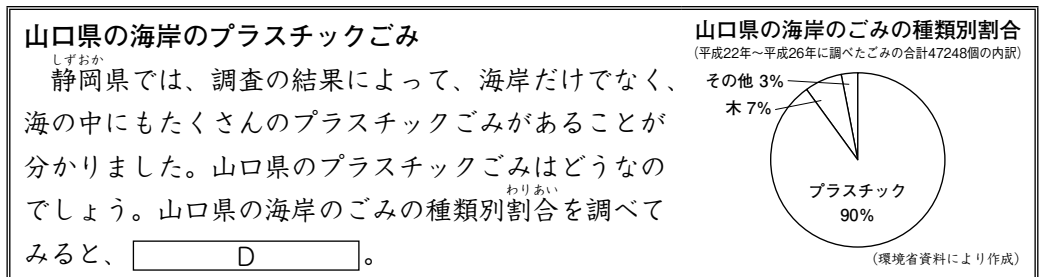 山口県の海岸のプラスチックごみ
しずおか
静岡県では、調査の結果によって、海岸だけでなく、
海の中にもたくさんのプラスチックごみがあることが
分かりました。山口県のプラスチックごみはどうなの
わりあい
でしょう。山口県の海岸のごみの種類別割合を調べて
みると、 D 。
山口県の海岸のごみの種類別割合
(平成22年~平成26年に調べたごみの合計47248個の内訳)
その他 3%
木 7%
プラスチック
90%
(環境省資料により作成)